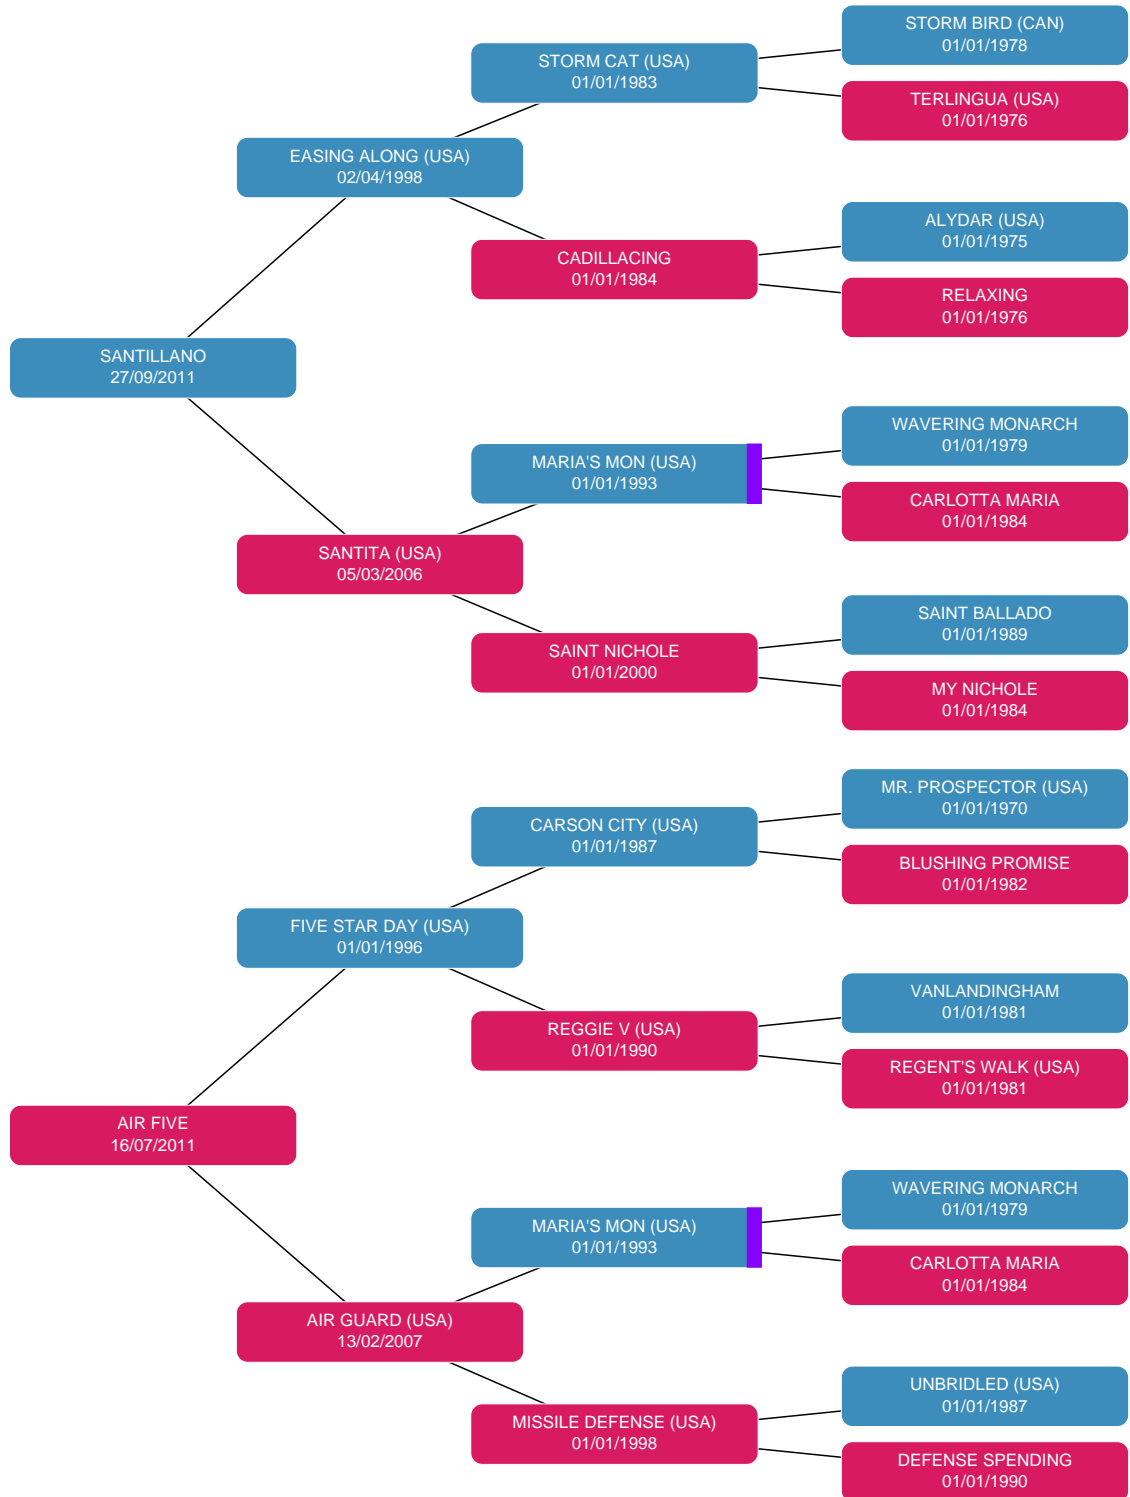 STORM BIRD (CAN)
01/01/1978
STORM CAT (USA)
01/01/1983
TERLINGUA (USA)
01/01/1976
EASING ALONG (USA)
02/04/1998
ALYDAR (USA)
01/01/1975
CADILLACING
01/01/1984
RELAXING
01/01/1976
SANTILLANO
27/09/2011
WAVERING MONARCH
01/01/1979
MARIA'S MON (USA)
01/01/1993
CARLOTTA MARIA
01/01/1984
SANTITA (USA)
05/03/2006
SAINT BALLADO
01/01/1989
SAINT NICHOLE
01/01/2000
MY NICHOLE
01/01/1984
MR. PROSPECTOR (USA)
01/01/1970
CARSON CITY (USA)
01/01/1987
BLUSHING PROMISE
01/01/1982
FIVE STAR DAY (USA)
01/01/1996
VANLANDINGHAM
01/01/1981
REGGIE V (USA)
01/01/1990
REGENT'S WALK (USA)
01/01/1981
AIR FIVE
16/07/2011
WAVERING MONARCH
01/01/1979
MARIA'S MON (USA)
01/01/1993
CARLOTTA MARIA
01/01/1984
AIR GUARD (USA)
13/02/2007
UNBRIDLED (USA)
01/01/1987
MISSILE DEFENSE (USA)
01/01/1998
DEFENSE SPENDING
01/01/1990